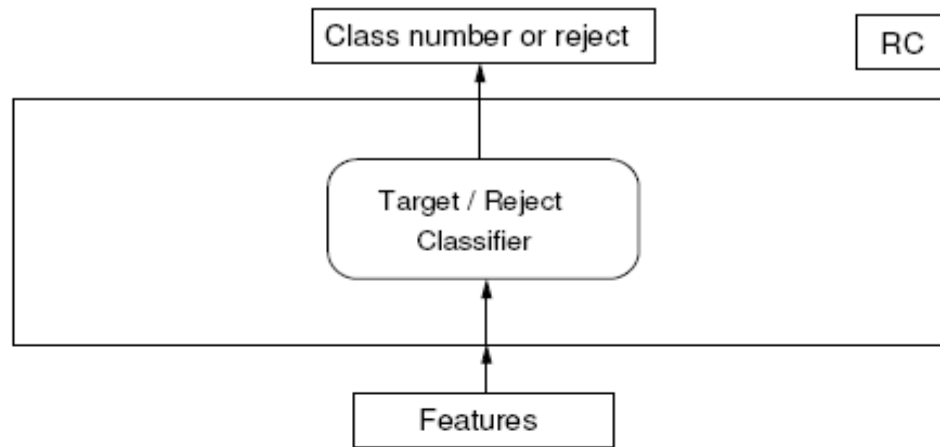 Class number or reject
RC
Target / Reject
Classifier
Features